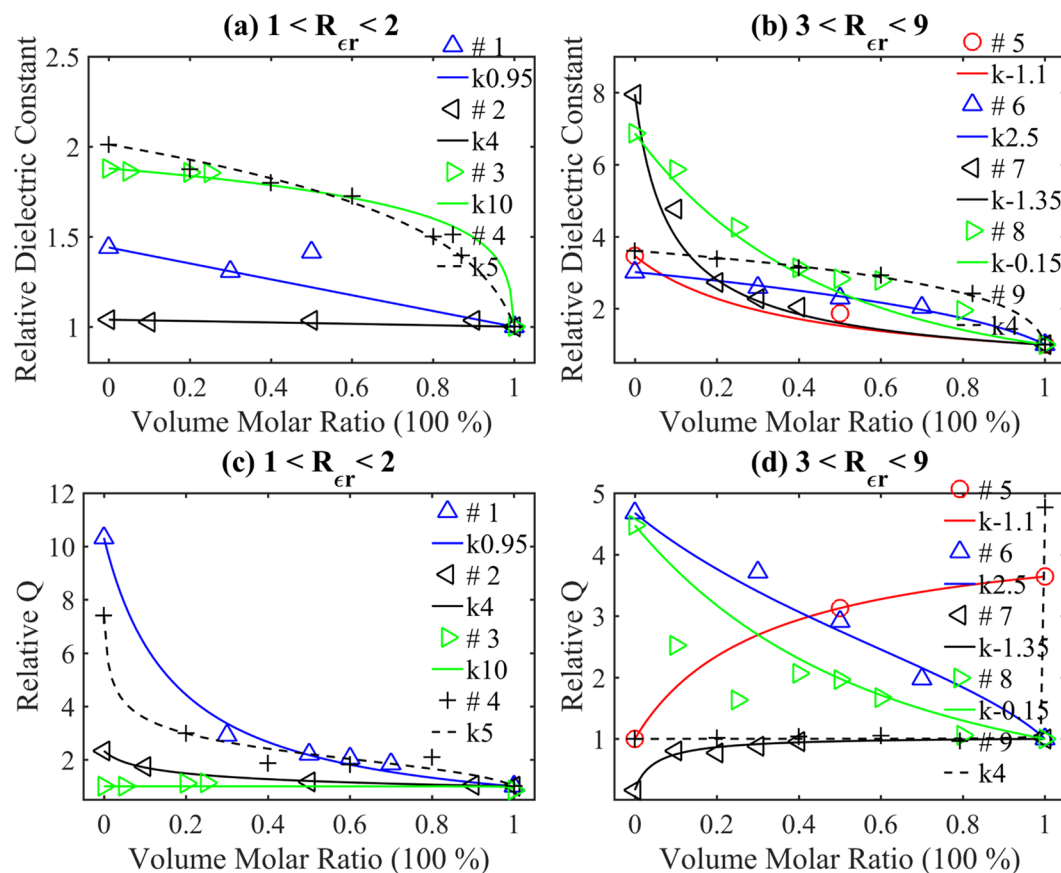 (a) 1 < R_ϵr < 2
Relative Dielectric Constant
2.5
2
1.5
1
0 0.2 0.4 0.6 0.8 1
Volume Molar Ratio (100 %)
# 1
k0.95
# 2
k4
# 3
k10
# 4
k5
(b) 3 < R_ϵr < 9
Relative Dielectric Constant
8
6
4
2
0 0.2 0.4 0.6 0.8 1
Volume Molar Ratio (100 %)
# 5
k-1.1
# 6
k2.5
# 7
k-1.35
# 8
k-0.15
# 9
k4
(c) 1 < R_ϵr < 2
Relative Q
12
10
8
6
4
2
0 0.2 0.4 0.6 0.8 1
Volume Molar Ratio (100 %)
# 1
k0.95
# 2
k4
# 3
k10
# 4
k5
(d) 3 < R_ϵr < 9
Relative Q
5
4
3
2
1
0 0.2 0.4 0.6 0.8 1
Volume Molar Ratio (100 %)
# 5
k-1.1
# 6
k2.5
# 7
k-1.35
# 8
k-0.15
# 9
k4